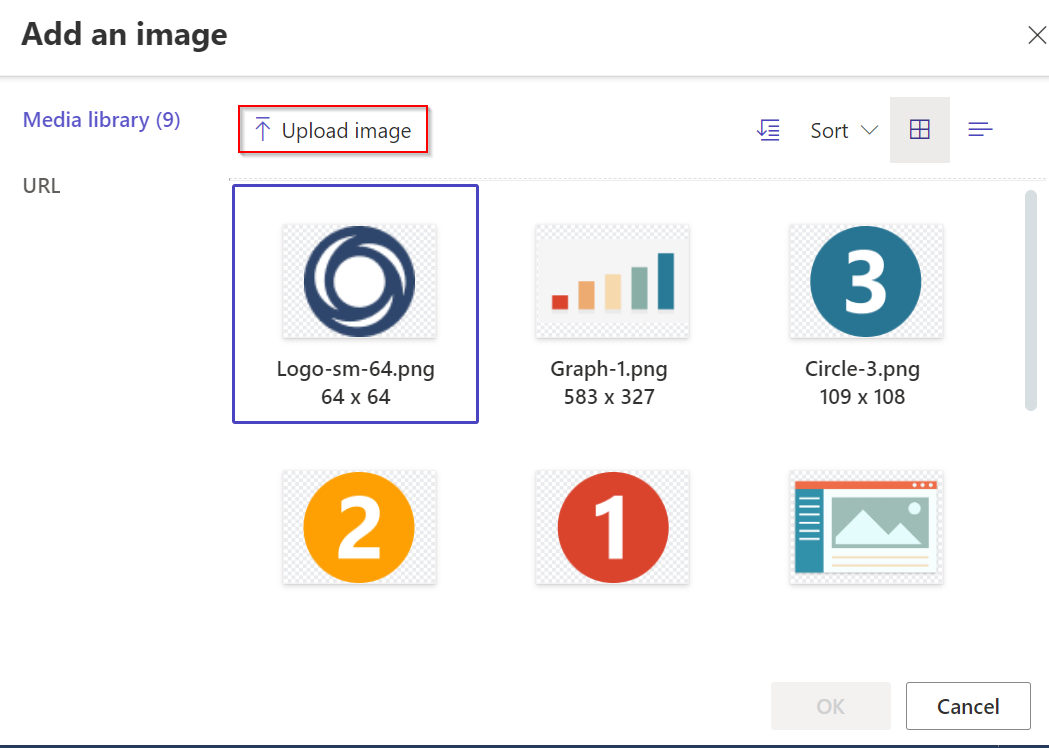 Add an image
Media library (9)
URL
Upload image
Sort
Logo-sm-64.png
64 x 64
Graph-1.png
583 x 327
3
Circle-3.png
109 x 108
2
1
OK
Cancel